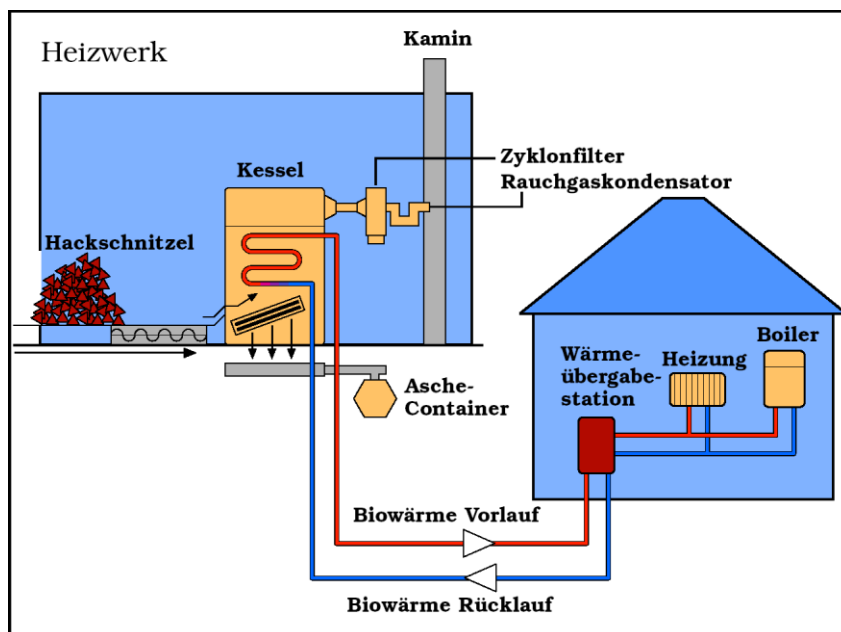 Heizwerk
Kamin
Zyklonfilter
Rauchgaskondensator
Kessel
Hackschnitzel
Asche-
Container
Wärme-
übergabe-
station
Heizung
Boiler
Biowärme Vorlauf
Biowärme Rücklauf